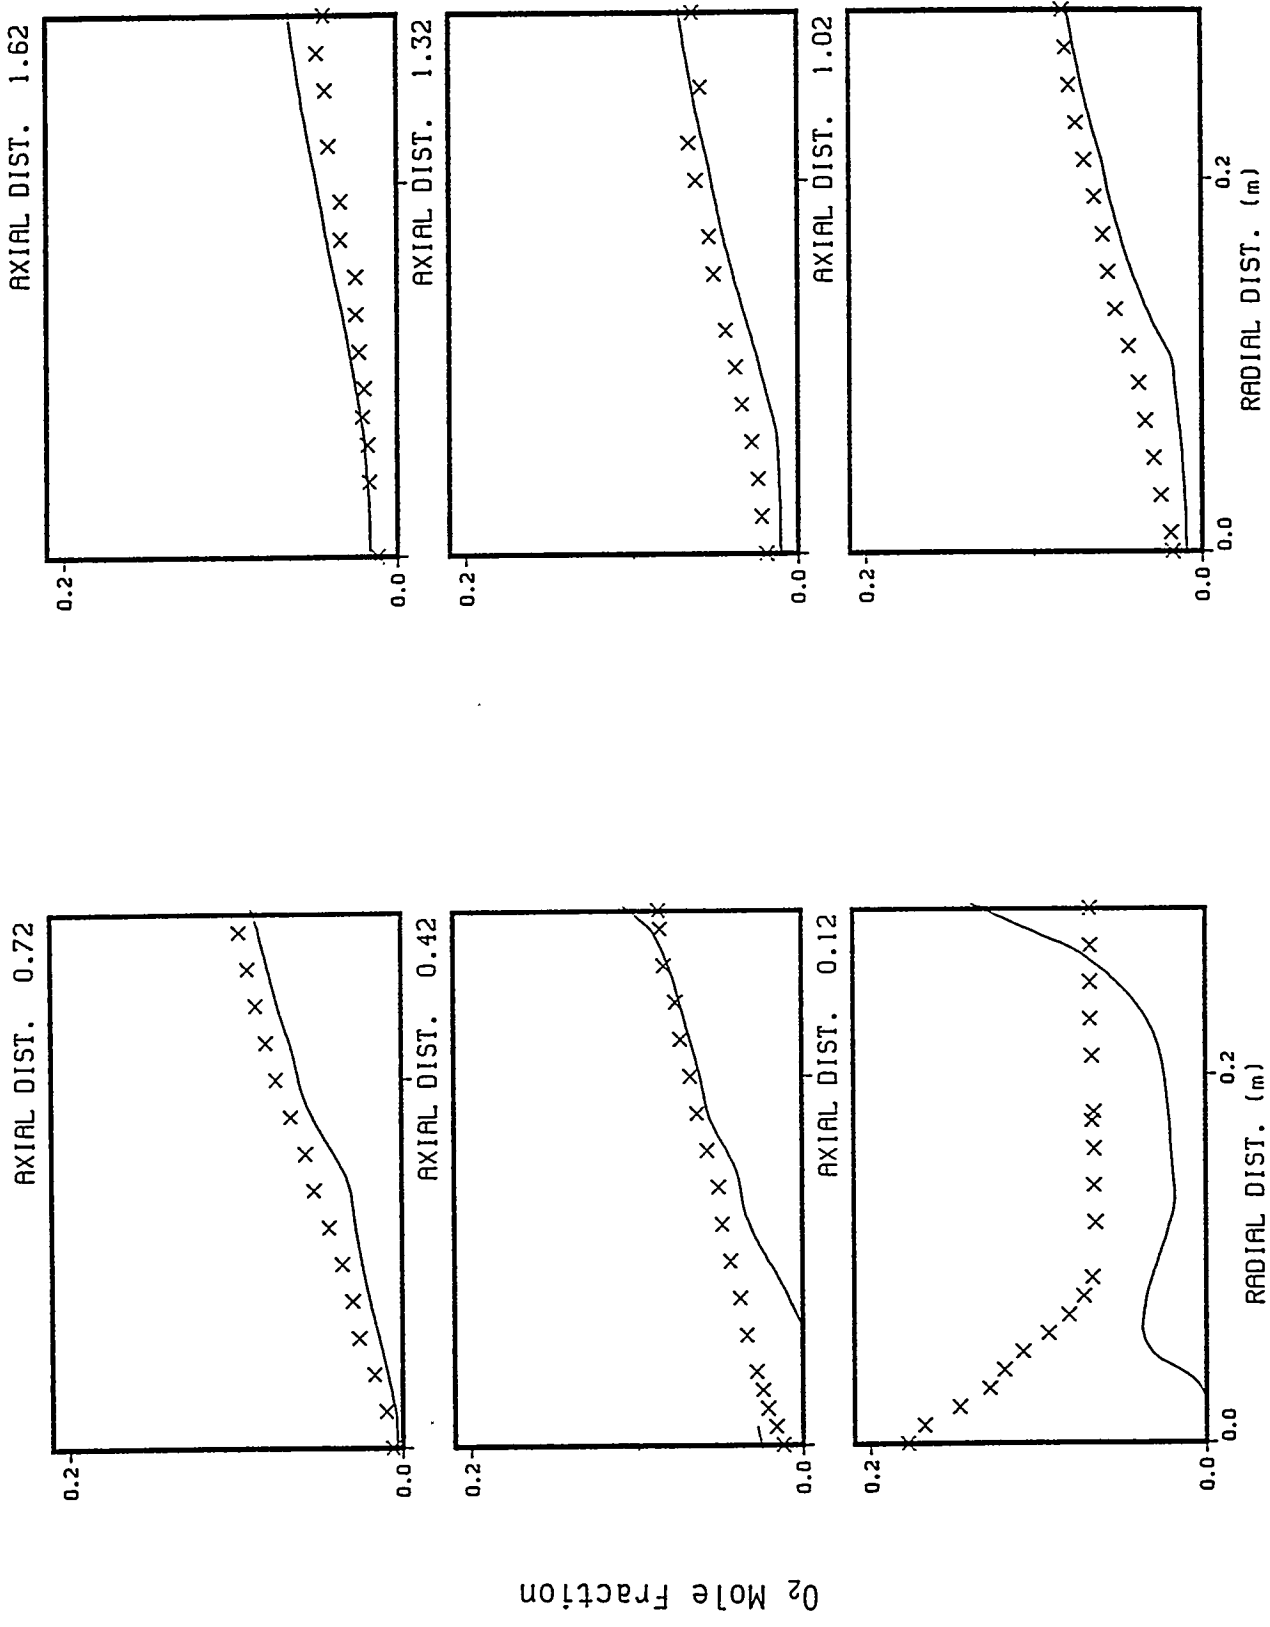 O₂ Mole Fraction
AXIAL DIST. 0.72
0.2
0.0
AXIAL DIST. 0.42
0.2
0.0
AXIAL DIST. 0.12
0.2
0.0
0.0
0.2
RADIAL DIST. (m)
AXIAL DIST. 1.62
0.2
0.0
AXIAL DIST. 1.32
0.2
0.0
AXIAL DIST. 1.02
0.2
0.0
0.0
0.2
RADIAL DIST. (m)